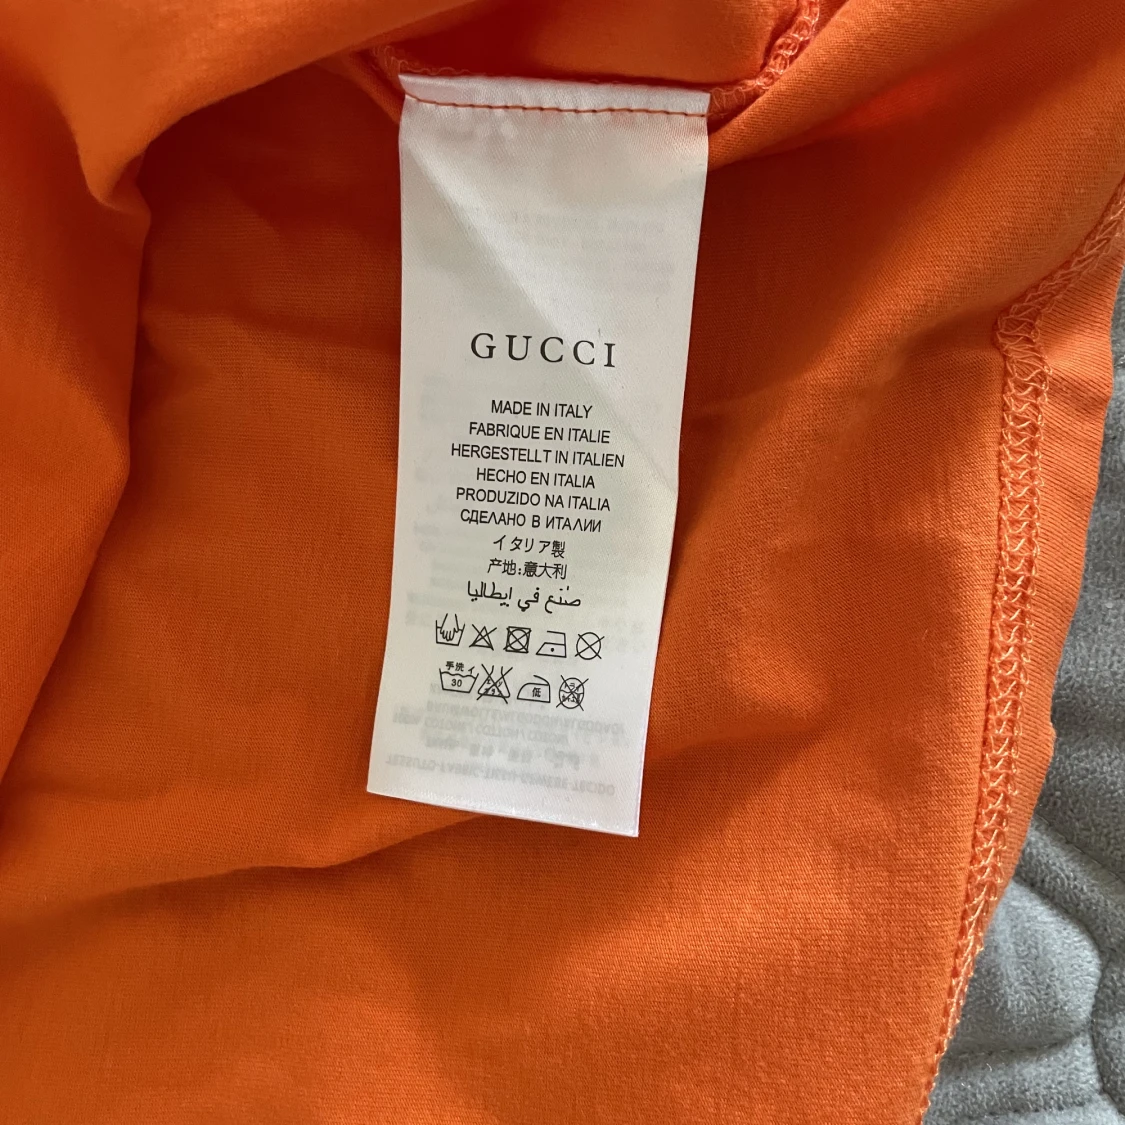 GUCCI
MADE IN ITALY
FABRIQUE EN ITALIE
HERGESTELLT IN ITALIEN
HECHO EN ITALIA
PRODUZIDO NA ITALIA
СДЕЛАНО В ИТАЛИИ
イタリア製
产地:意大利
صنع في ايطاليا
手洗イ
30 低